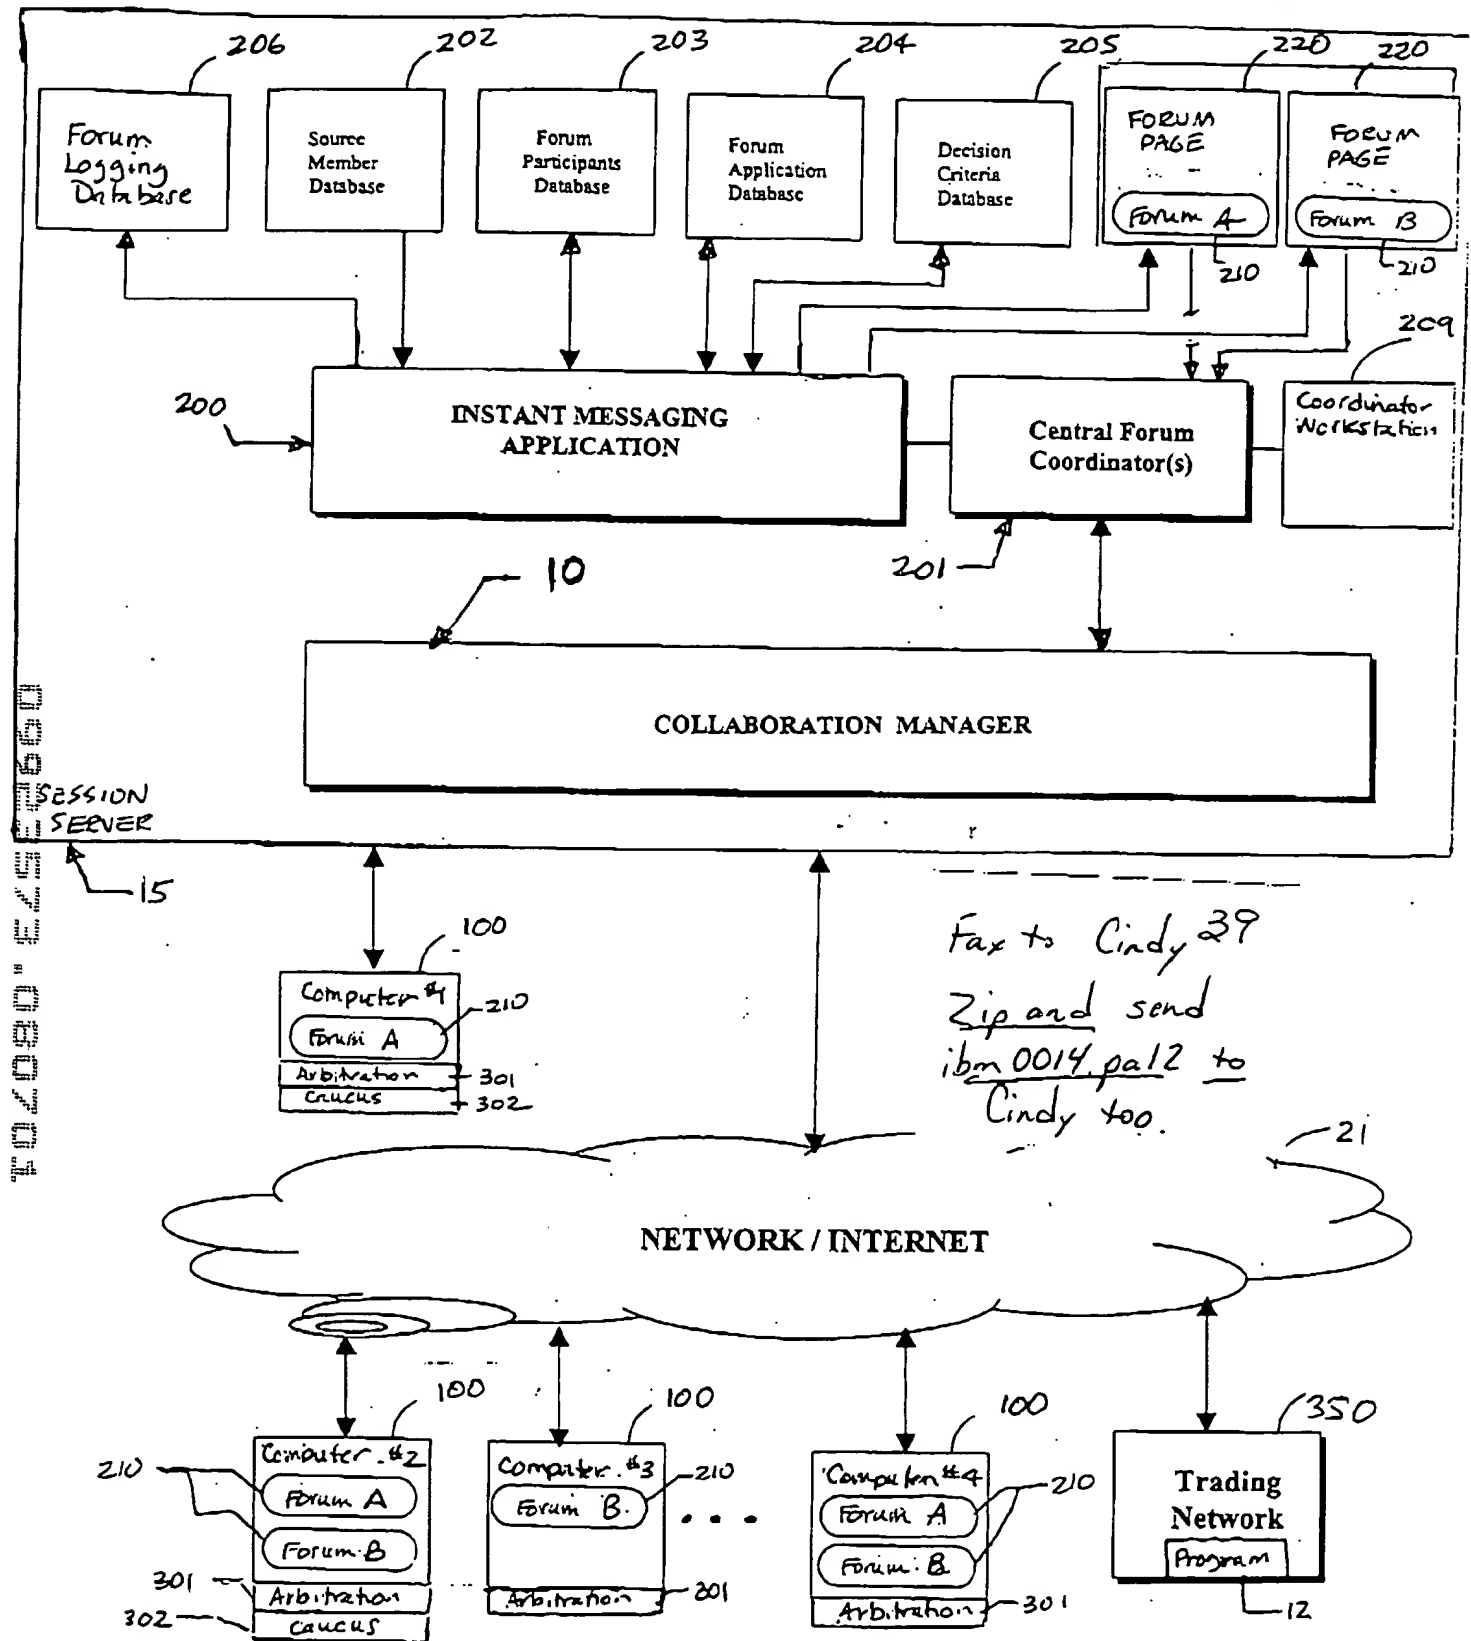 206
202
203
204
205
220
220
Forum
Logging
Database
Source
Member
Database
Forum
Participants
Database
Forum
Application
Database
Decision
Criteria
Database
FORUM
PAGE
Forum A
210
FORUM
PAGE
Forum B
210
209
200
INSTANT MESSAGING
APPLICATION
Central Forum
Coordinator(s)
Coordinator
Workstation
201
10
COLLABORATION MANAGER
SESSION
SERVER
15
100
Computer #1
Forum A
210
Arbitration
301
Caucus
302
Fax to Cindy 39
Zip and send
ibm0014.pa12 to
Cindy too.
21
NETWORK / INTERNET
100
Computer #2
210
Forum A
Forum B
301
Arbitration
302
Caucus
100
Computer #3
210
Forum B
Arbitration
301
...
100
Computer #4
210
Forum A
Forum B
Arbitration
301
350
Trading
Network
Program
12